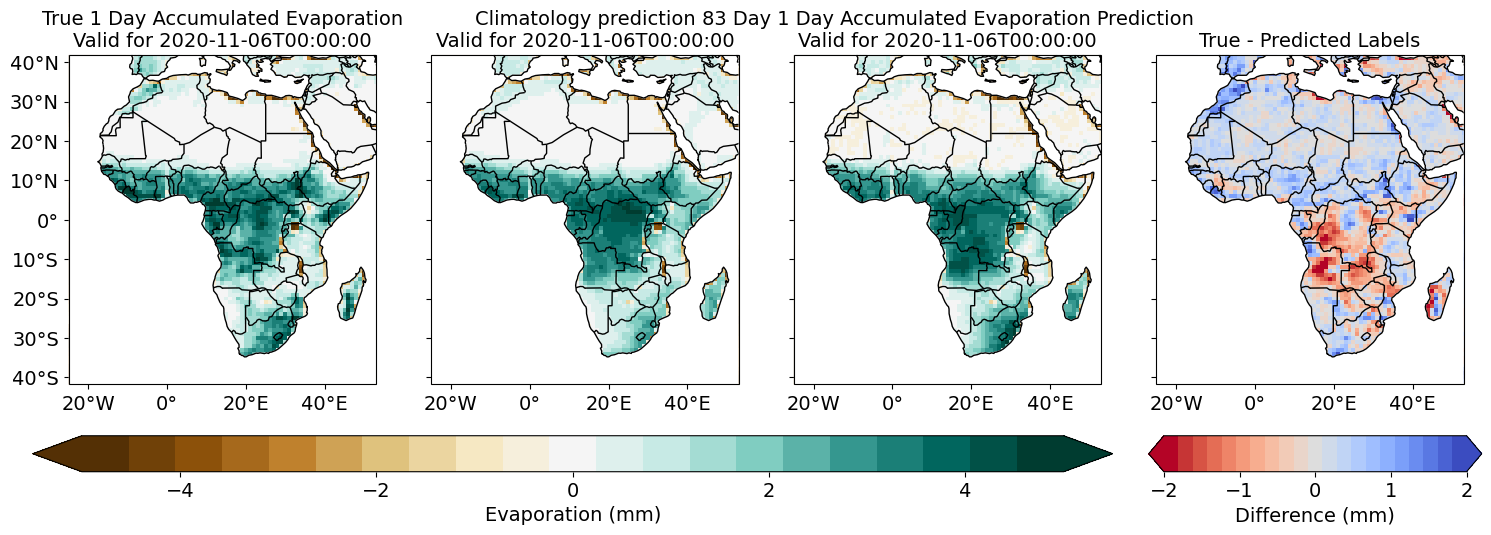 True 1 Day Accumulated Evaporation
Valid for 2020-11-06T00:00:00
Climatology prediction 83 Day 1 Day Accumulated Evaporation Prediction
Valid for 2020-11-06T00:00:00
Valid for 2020-11-06T00:00:00
True - Predicted Labels
40°N
30°N
20°N
10°N
0°
10°S
20°S
30°S
40°S
20°W 0° 20°E 40°E
20°W 0° 20°E 40°E
20°W 0° 20°E 40°E
20°W 0° 20°E 40°E
−4 −2 0 2 4
Evaporation (mm)
−2 −1 0 1 2
Difference (mm)